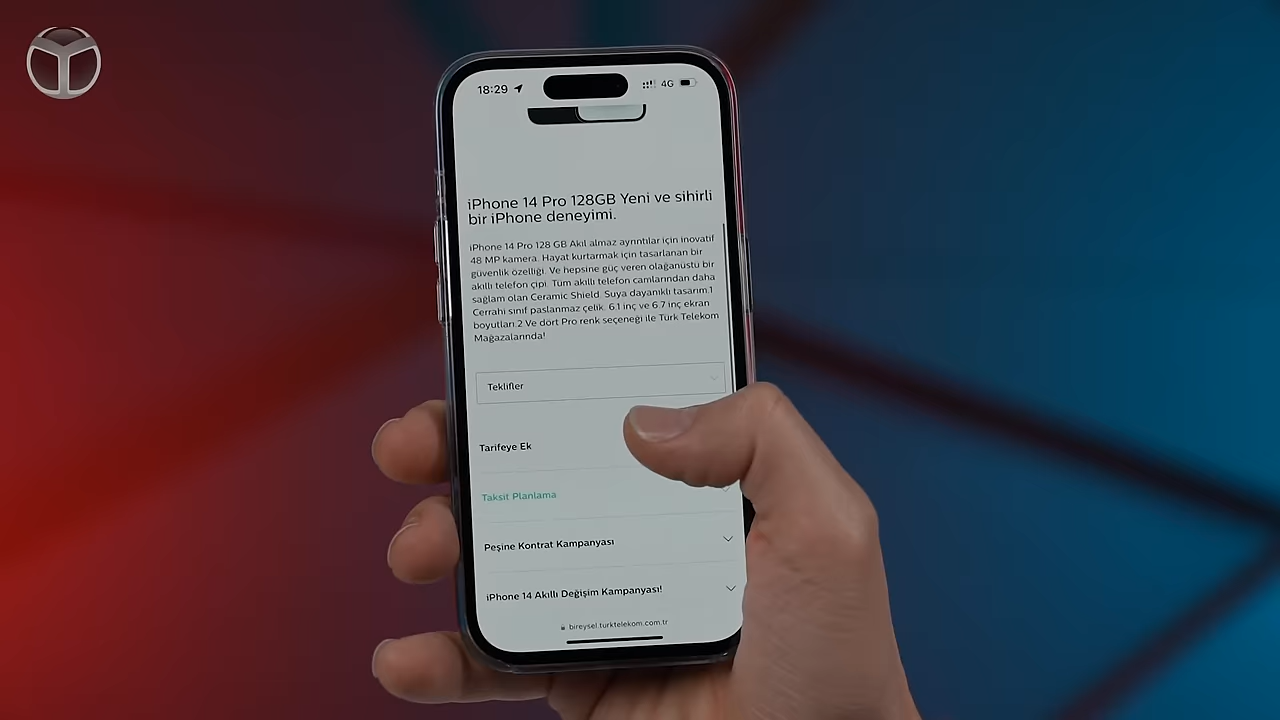 18:29
4G
iPhone 14 Pro 128GB Yeni ve sihirli
bir iPhone deneyimi.
iPhone 14 Pro 128 GB Akıl almaz ayrıntılar için inovatif
48 MP kamera. Hayat kurtarmak için tasarlanan bir
güvenlik özelliği. Ve hepsine güç veren olağanüstü bir
akıllı telefon çipi. Tüm akıllı telefon camlarından daha
sağlam olan Ceramic Shield. Suya dayanıklı tasarım.1
Cerrahi sınıf paslanmaz çelik. 6.1 inç ve 6.7 inç ekran
boyutları.2 Ve dört Pro renk seçeneği ile Türk Telekom
Mağazalarında!
Teklifler
Tarifeye Ek
Taksit Planlama
Peşine Kontrat Kampanyası
iPhone 14 Akıllı Değişim Kampanyası!
bireysel.turktelekom.com.tr